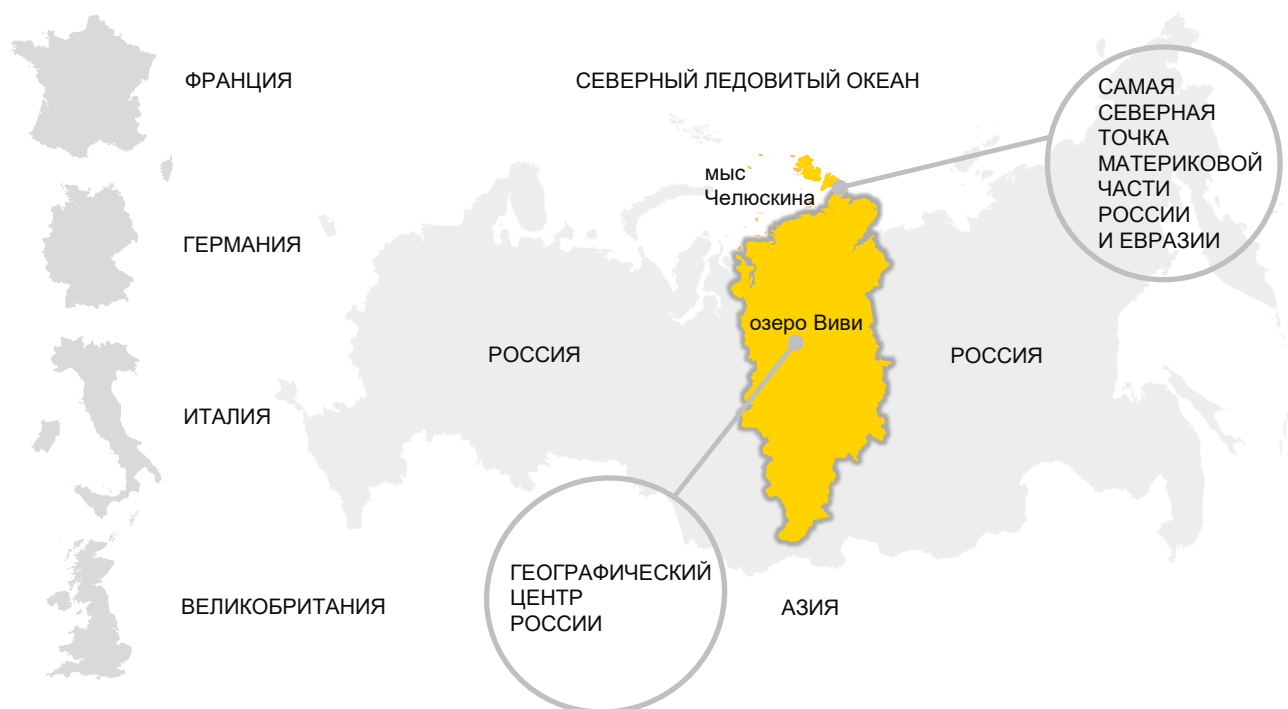 ФРАНЦИЯ
СЕВЕРНЫЙ ЛЕДОВИТЫЙ ОКЕАН
САМАЯ
СЕВЕРНАЯ
ТОЧКА
МАТЕРИКОВОЙ
ЧАСТИ
РОССИИ
И ЕВРАЗИИ
мыс
Челюскина
ГЕРМАНИЯ
озеро Виви
РОССИЯ
РОССИЯ
ИТАЛИЯ
ГЕОГРАФИЧЕСКИЙ
ЦЕНТР
РОССИИ
ВЕЛИКОБРИТАНИЯ
АЗИЯ